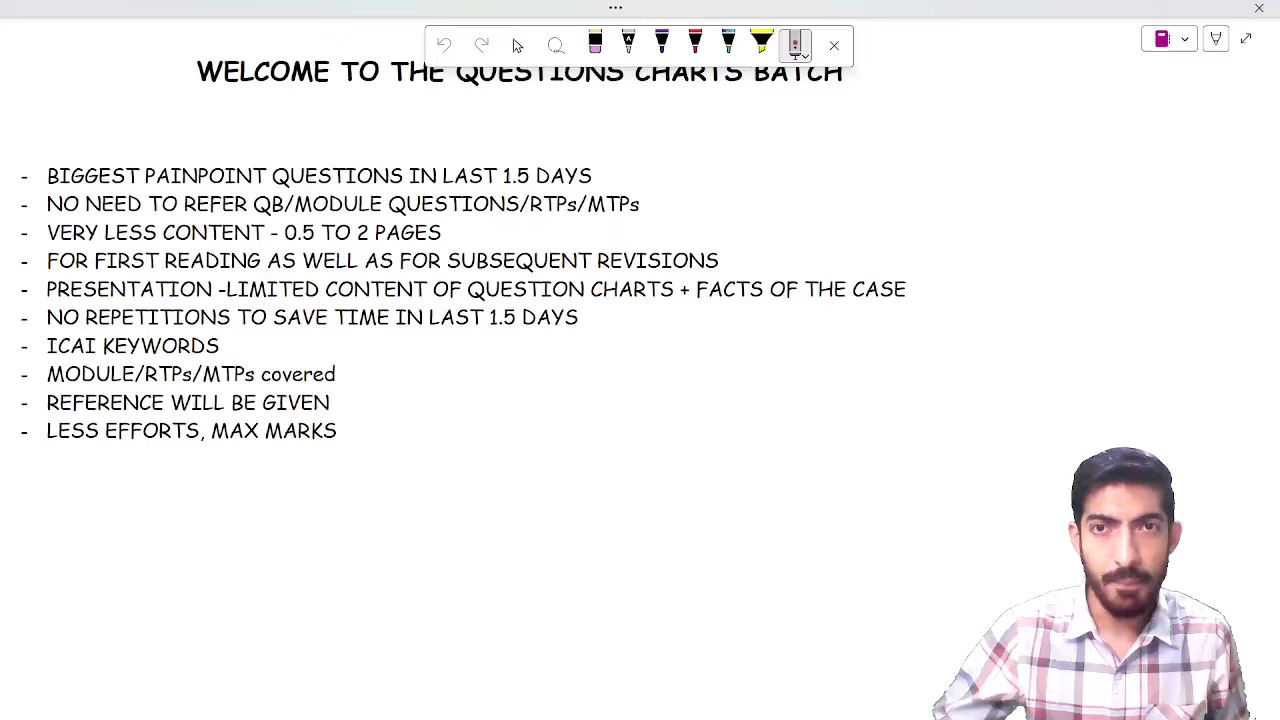 WELCOME TO THE QUESTIONS CHARTS BATCH
- BIGGEST PAINPOINT QUESTIONS IN LAST 1.5 DAYS
- NO NEED TO REFER QB/MODULE QUESTIONS/RTPs/MTPs
- VERY LESS CONTENT - 0.5 TO 2 PAGES
- FOR FIRST READING AS WELL AS FOR SUBSEQUENT REVISIONS
- PRESENTATION -LIMITED CONTENT OF QUESTION CHARTS + FACTS OF THE CASE
- NO REPETITIONS TO SAVE TIME IN LAST 1.5 DAYS
- ICAI KEYWORDS
- MODULE/RTPs/MTPs covered
- REFERENCE WILL BE GIVEN
- LESS EFFORTS, MAX MARKS